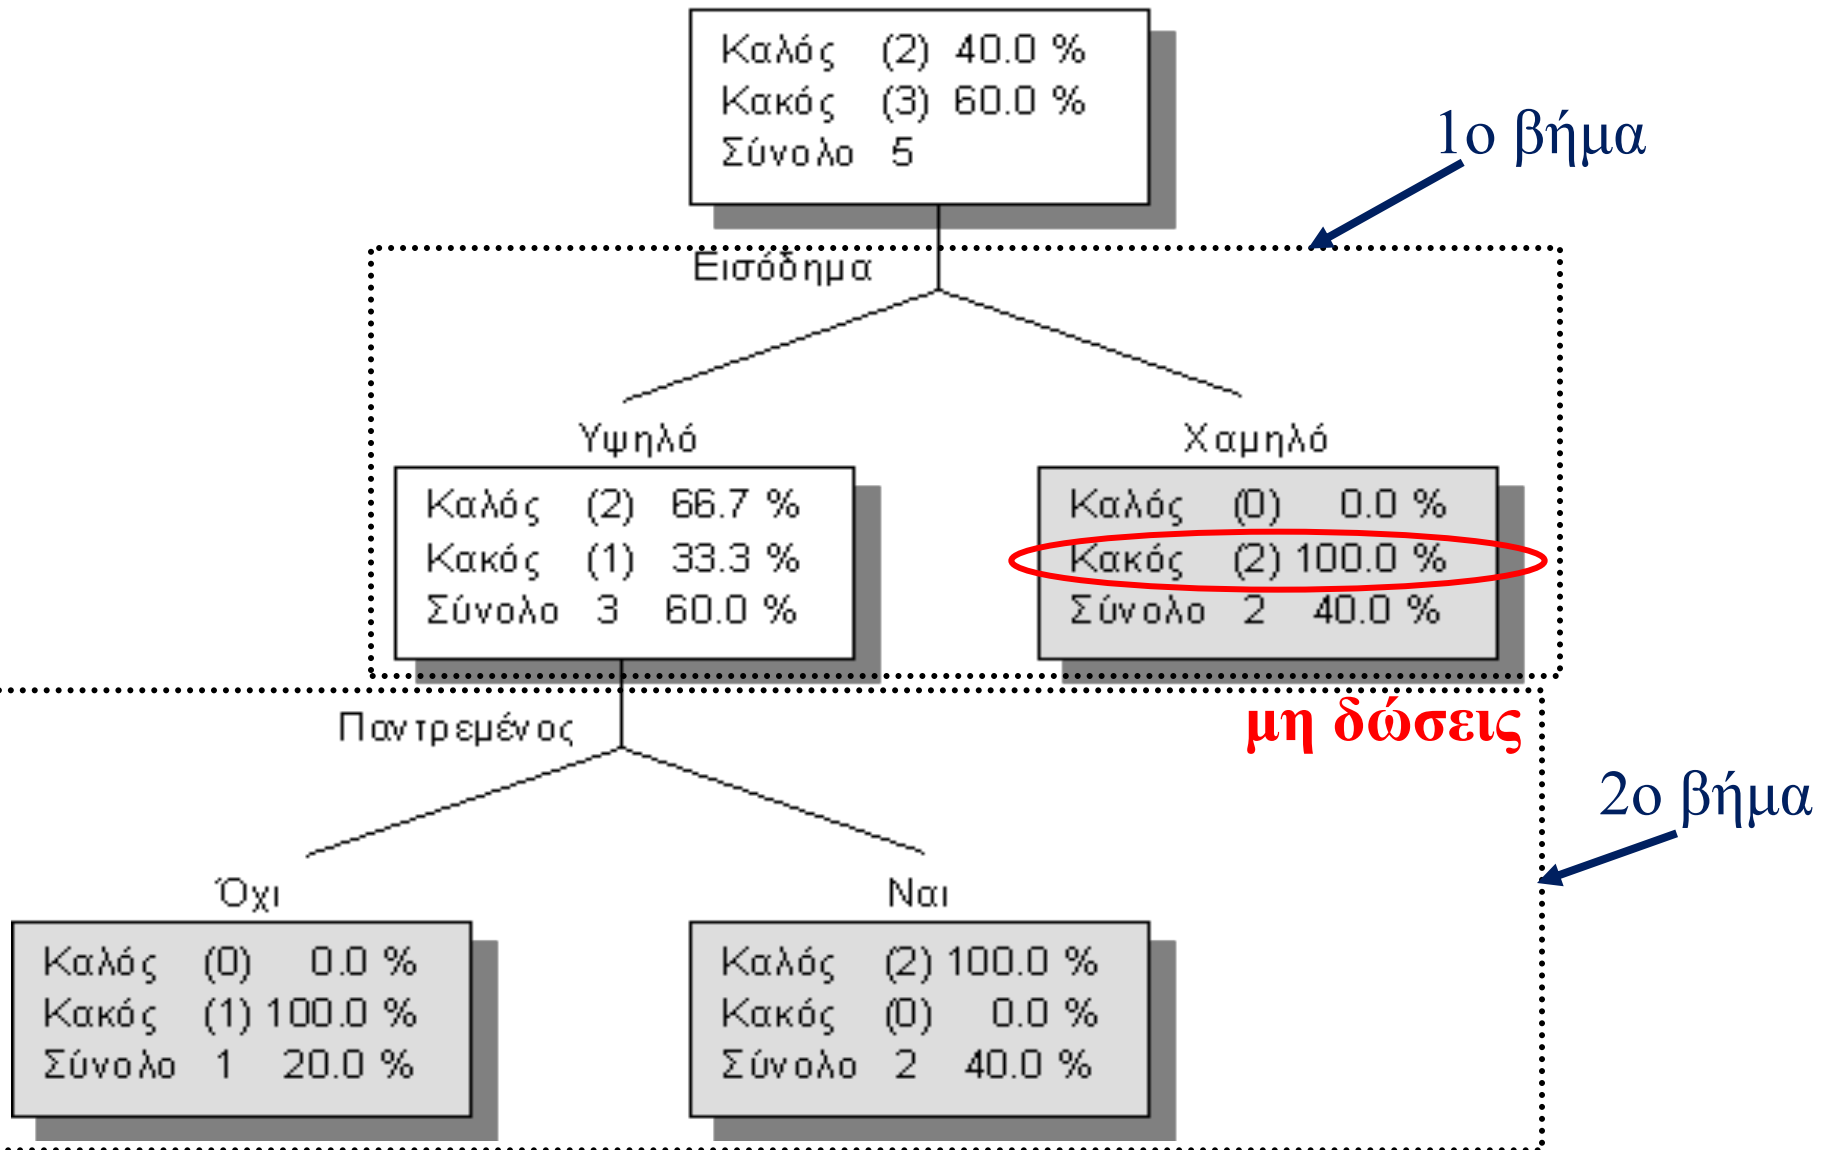 Καλός (2) 40.0 %
Κακός (3) 60.0 %
Σύνολο 5
1ο βήμα
Εισόδημα
Υψηλό
Χαμηλό
Καλός (2) 66.7 %
Κακός (1) 33.3 %
Σύνολο 3 60.0 %
Καλός (0) 0.0 %
Κακός (2) 100.0 %
Σύνολο 2 40.0 %
μη δώσεις
Παντρεμένος
2ο βήμα
Όχι
Ναι
Καλός (0) 0.0 %
Κακός (1) 100.0 %
Σύνολο 1 20.0 %
Καλός (2) 100.0 %
Κακός (0) 0.0 %
Σύνολο 2 40.0 %